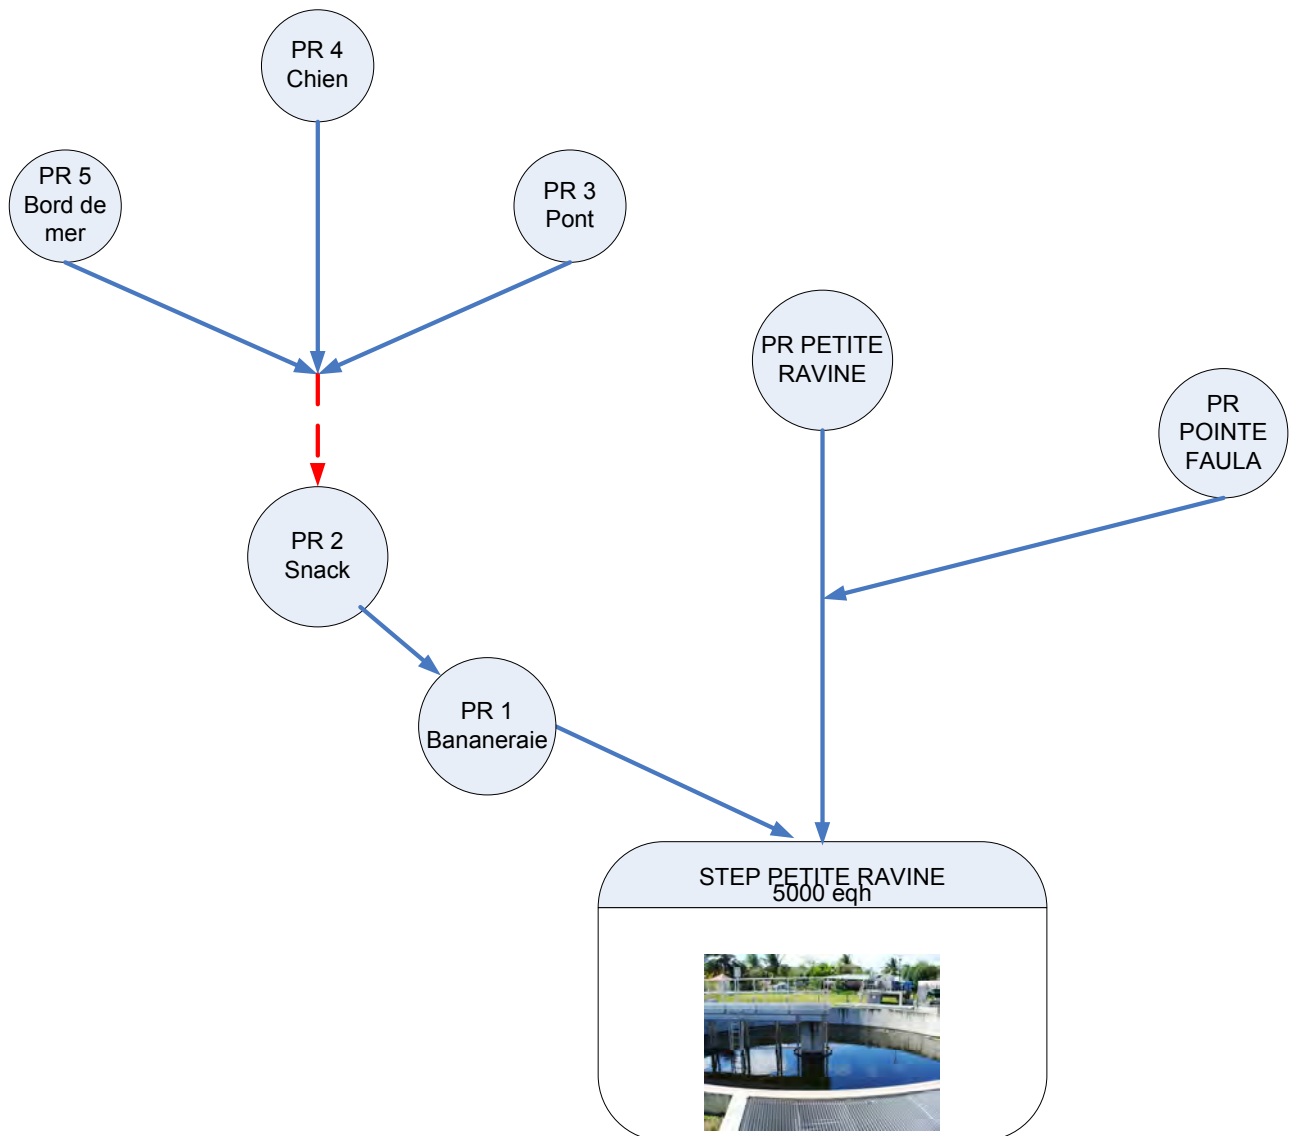 PR 4
Chien
PR 5
Bord de
mer
PR 3
Pont
PR PETITE
RAVINE
PR
POINTE
FAULA
PR 2
Snack
PR 1
Bananeraie
STEP PETITE RAVINE
5000 eqh